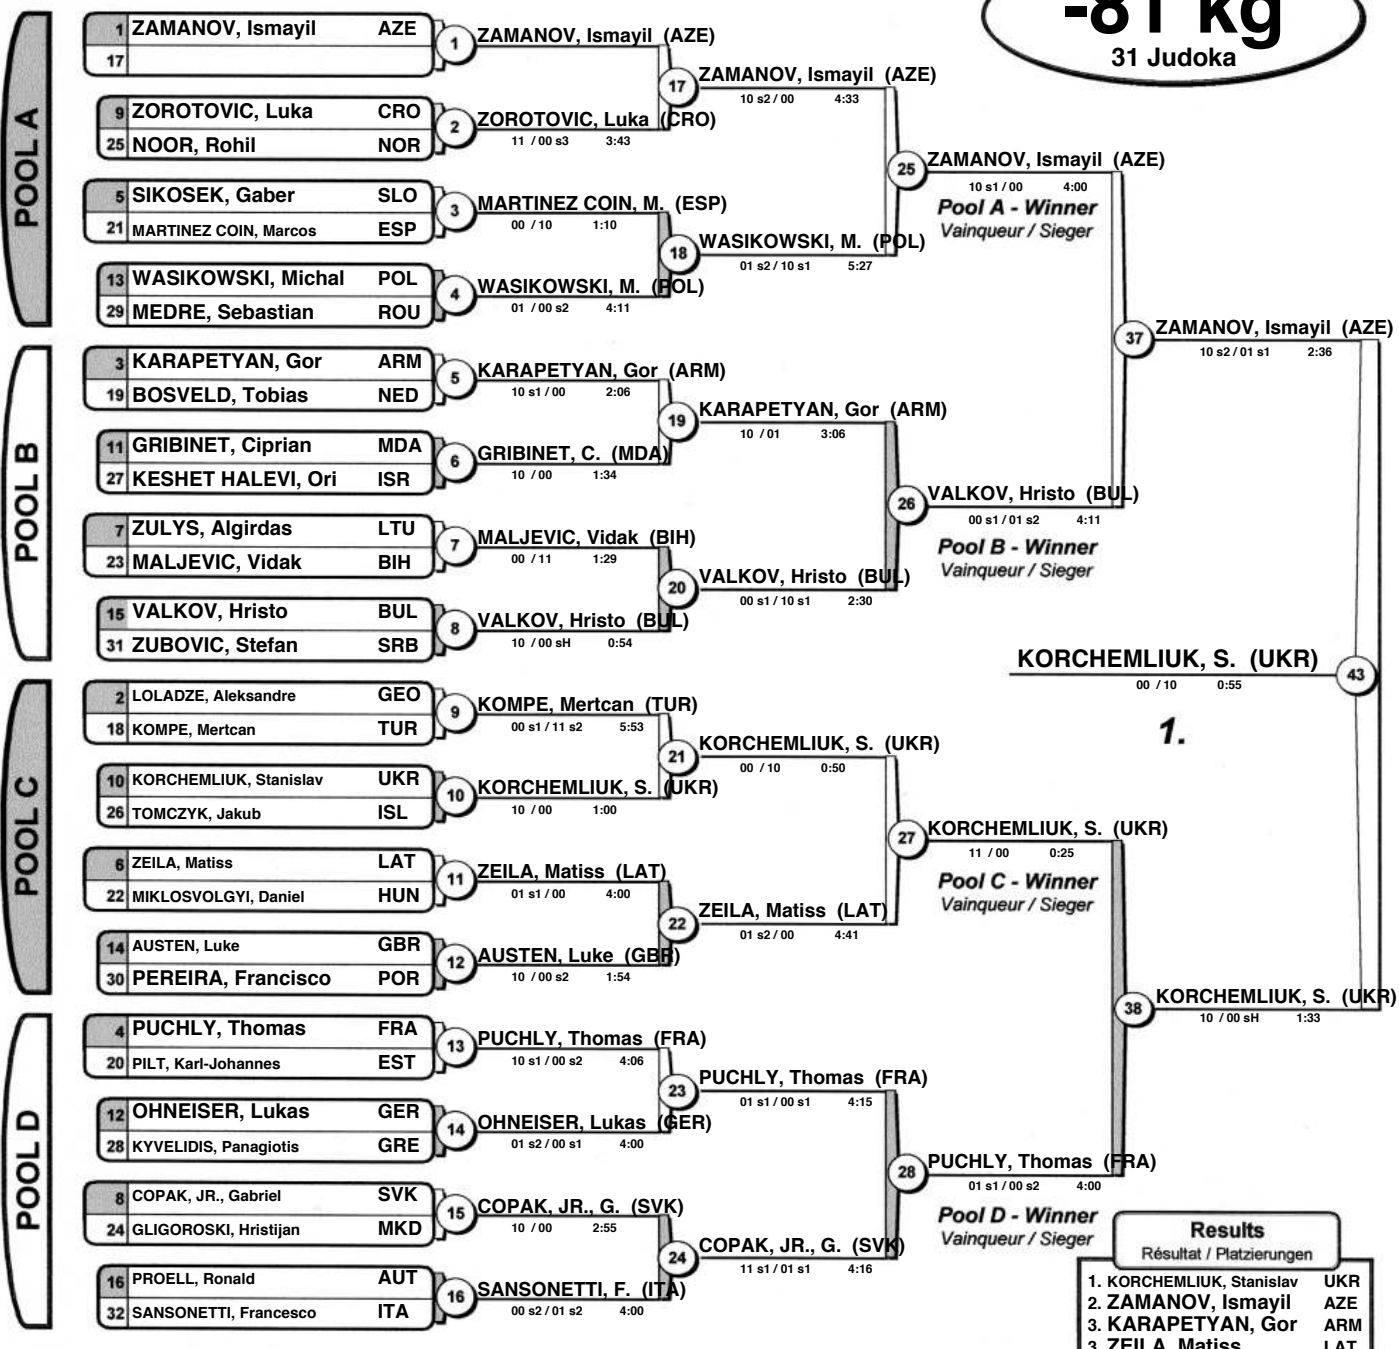 -81 kg
31 Judoka
POOL A
1 ZAMANOV, Ismayil AZE
17
9 ZOROTOVIC, Luka CRO
25 NOOR, Rohil NOR
5 SIKOSEK, Gaber SLO
21 MARTINEZ COIN, Marcos ESP
13 WASIKOWSKI, Michal POL
29 MEDRE, Sebastian ROU
POOL B
3 KARAPETYAN, Gor ARM
19 BOSVELD, Tobias NED
11 GRIBINET, Ciprian MDA
27 KESHET HALEVI, Ori ISR
7 ZULYS, Algirdas LTU
23 MALJEVIC, Vidak BIH
15 VALKOV, Hristo BUL
31 ZUBOVIC, Stefan SRB
POOL C
2 LOLADZE, Aleksandre GEO
18 KOMPE, Mertcan TUR
10 KORCHEMLIUK, Stanislav UKR
26 TOMCZYK, Jakub ISL
6 ZEILA, Matiss LAT
22 MIKLOSVOLGYI, Daniel HUN
14 AUSTEN, Luke GBR
30 PEREIRA, Francisco POR
POOL D
4 PUCHLY, Thomas FRA
20 PILT, Karl-Johannes EST
12 OHNEISER, Lukas GER
28 KYVELIDIS, Panagiotis GRE
8 COPAK, JR., Gabriel SVK
24 GLIGOROSKI, Hristijan MKD
16 PROELL, Ronald AUT
32 SANSONETTI, Francesco ITA
1 ZAMANOV, Ismayil (AZE)
2 ZOROTOVIC, Luka (CRO)
11 / 00 s3 3:43
3 MARTINEZ COIN, M. (ESP)
00 / 10 1:10
4 WASIKOWSKI, M. (POL)
01 / 00 s2 4:11
5 KARAPETYAN, Gor (ARM)
10 s1 / 00 2:06
6 GRIBINET, C. (MDA)
10 / 00 1:34
7 MALJEVIC, Vidak (BIH)
00 / 11 1:29
8 VALKOV, Hristo (BUL)
10 / 00 sH 0:54
9 KOMPE, Mertcan (TUR)
00 s1 / 11 s2 5:53
10 KORCHEMLIUK, S. (UKR)
10 / 00 1:00
11 ZEILA, Matiss (LAT)
01 s1 / 00 4:00
12 AUSTEN, Luke (GBR)
10 / 00 s2 1:54
13 PUCHLY, Thomas (FRA)
10 s1 / 00 s2 4:06
14 OHNEISER, Lukas (GER)
01 s2 / 00 s1 4:00
15 COPAK, JR., G. (SVK)
10 / 00 2:55
16 SANSONETTI, F. (ITA)
00 s2 / 01 s2 4:00
17 ZAMANOV, Ismayil (AZE)
10 s2 / 00 4:33
18 WASIKOWSKI, M. (POL)
01 s2 / 10 s1 5:27
19 KARAPETYAN, Gor (ARM)
10 / 01 3:06
20 VALKOV, Hristo (BUL)
00 s1 / 10 s1 2:30
21 KORCHEMLIUK, S. (UKR)
00 / 10 0:50
22 ZEILA, Matiss (LAT)
01 s2 / 00 4:41
23 PUCHLY, Thomas (FRA)
01 s1 / 00 s1 4:15
24 COPAK, JR., G. (SVK)
11 s1 / 01 s1 4:16
25 ZAMANOV, Ismayil (AZE)
10 s1 / 00 4:00
Pool A - Winner
Vainqueur / Sieger
26 VALKOV, Hristo (BUL)
00 s1 / 01 s2 4:11
Pool B - Winner
Vainqueur / Sieger
27 KORCHEMLIUK, S. (UKR)
11 / 00 0:25
Pool C - Winner
Vainqueur / Sieger
28 PUCHLY, Thomas (FRA)
01 s1 / 00 s2 4:00
Pool D - Winner
Vainqueur / Sieger
37 ZAMANOV, Ismayil (AZE)
10 s2 / 01 s1 2:36
38 KORCHEMLIUK, S. (UKR)
10 / 00 sH 1:33
KORCHEMLIUK, S. (UKR) 43
00 / 10 0:55
1.
Results
Résultat / Platzierungen
1. KORCHEMLIUK, Stanislav UKR
2. ZAMANOV, Ismayil AZE
3. KARAPETYAN, Gor ARM
3. ZEILA, Matiss LAT